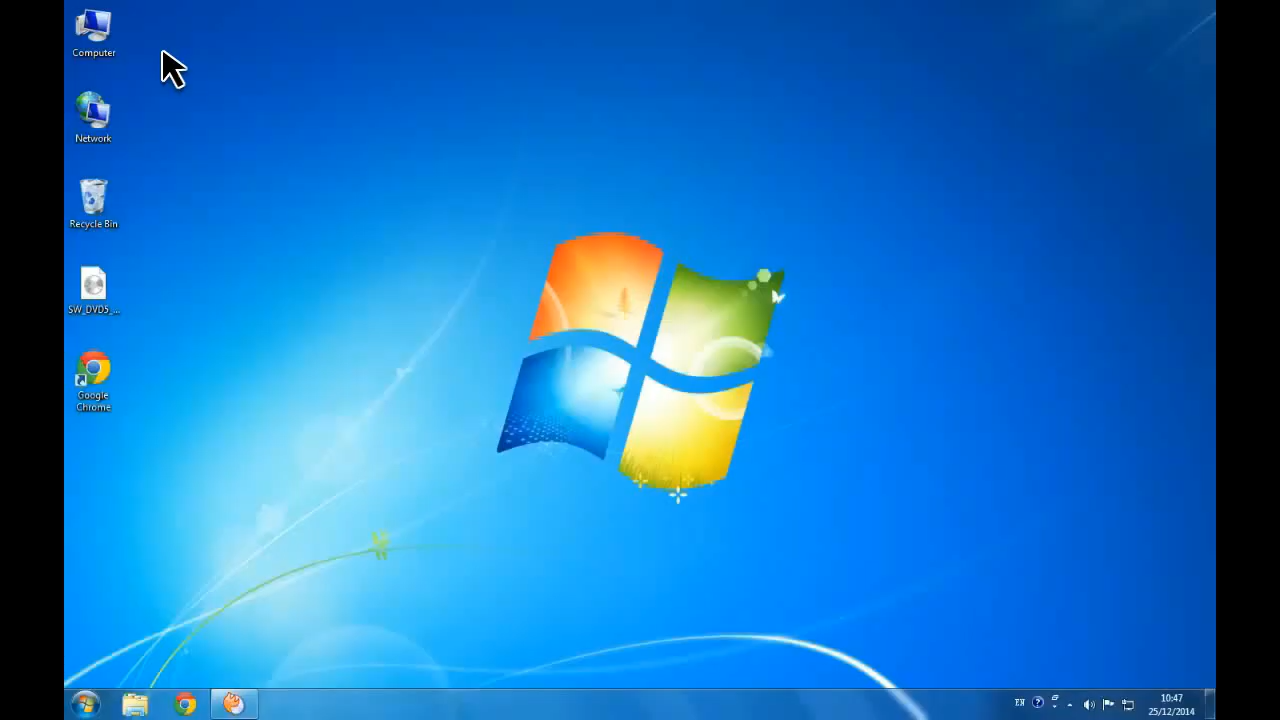 Computer
Network
Recycle Bin
SW_DVD5_...
Google
Chrome
EN
10:47
25/12/2014